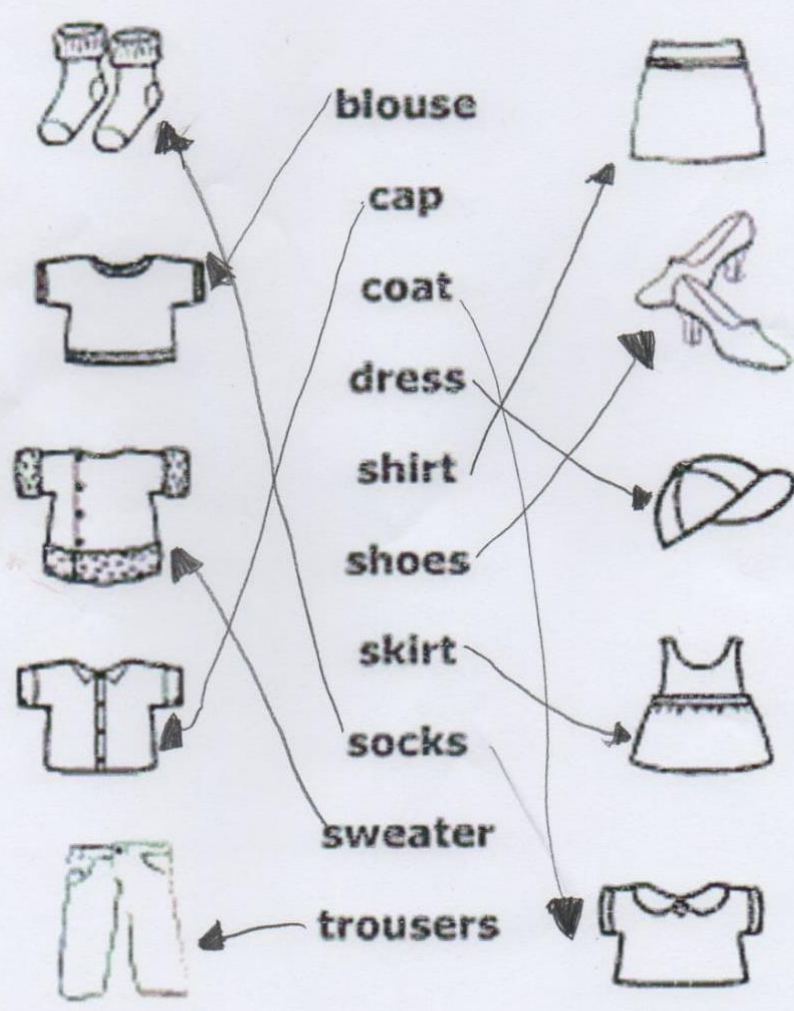 blouse
cap
coat
dress
shirt
shoes
skirt
socks
sweater
trousers